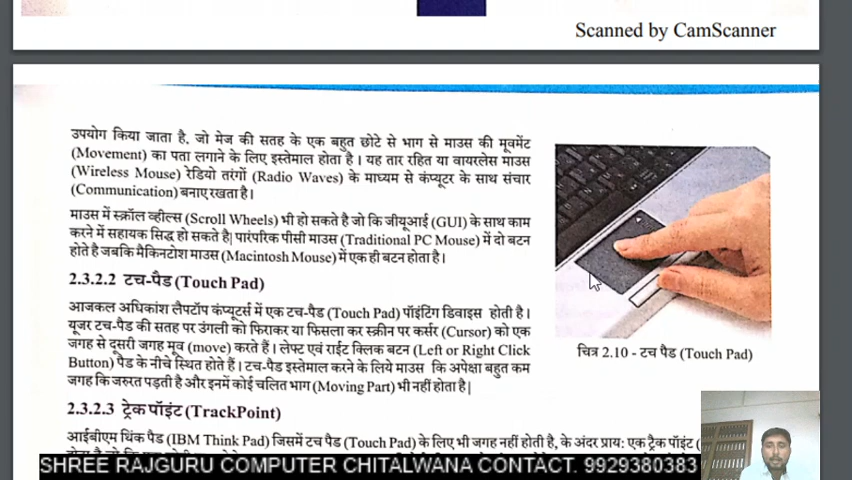 Scanned by CamScanner
उपयोग किया जाता है, जो मेज की सतह के एक बहुत छोटे से भाग से माउस की मूवमेंट
(Movement) का पता लगाने के लिए इस्तेमाल होता है। यह तार रहित या वायरलेस माउस
(Wireless Mouse) रेडियो तरंगों (Radio Waves) के माध्यम से कंप्यूटर के साथ संचार
(Communication) बनाए रखता है।
माउस में स्क्रॉल व्हील्स (Scroll Wheels) भी हो सकते है जो कि जीयूआई (GUI) के साथ काम
करने में सहायक सिद्ध हो सकते है| पारंपरिक पीसी माउस (Traditional PC Mouse) में दो बटन
होते है जबकि मैकिनटोश माउस (Macintosh Mouse) में एक ही बटन होता है।
2.3.2.2 टच-पैड (Touch Pad)
आजकल अधिकांश लैपटॉप कंप्यूटर्स में एक टच-पैड (Touch Pad) पॉइंटिंग डिवाइस होती है।
यूजर टच-पैड की सतह पर उंगली को फिराकर या फिसला कर स्क्रीन पर कर्सर (Cursor) को एक
जगह से दूसरी जगह मूव (move) करते हैं। लेफ्ट एवं राईट क्लिक बटन (Left or Right Click
Button) पैड के नीचे स्थित होते हैं। टच-पैड इस्तेमाल करने के लिये माउस कि अपेक्षा बहुत कम
जगह कि जरुरत पड़ती है और इनमें कोई चलित भाग (Moving Part) भी नहीं होता है|
चित्र 2.10 - टच पैड (Touch Pad)
2.3.2.3 ट्रेक पॉइंट (TrackPoint)
आईबीएम थिंक पैड (IBM Think Pad) जिसमें टच पैड (Touch Pad) के लिए भी जगह नहीं होती है, के अंदर प्राय: एक ट्रैक पॉइंट (
SHREE RAJGURU COMPUTER CHITALWANA CONTACT. 9929380383